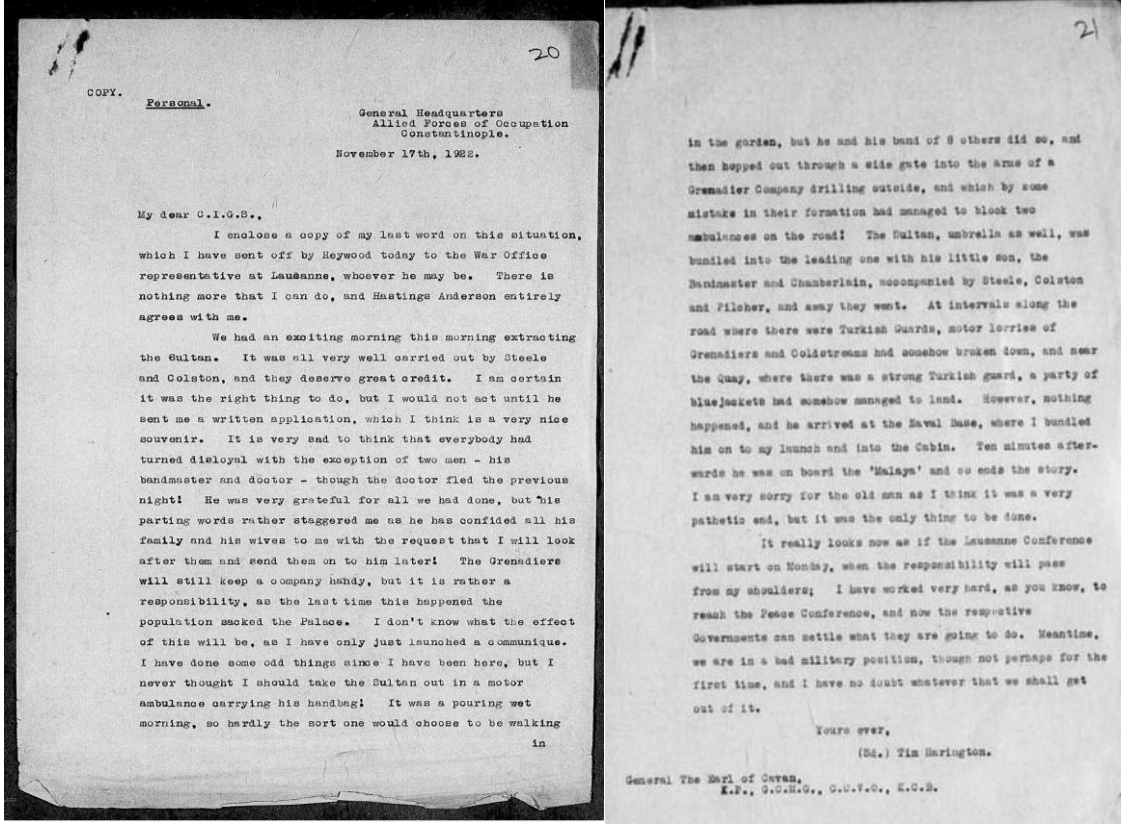 20
COPY.
Personal.
General Headquarters
Allied Forces of Occupation
Constantinople.
November 17th, 1922.
My dear C.I.G.S.,
I enclose a copy of my last word on this situation,
which I have sent off by Heywood today to the War Office
representative at Lausanne, whoever he may be. There is
nothing more that I can do, and Hastings Anderson entirely
agrees with me.
We had an exciting morning this morning extracting
the Sultan. It was all very well carried out by Steele
and Colston, and they deserve great credit. I am certain
it was the right thing to do, but I would not act until he
sent me a written application, which I think is a very nice
souvenir. It is very sad to think that everybody had
turned disloyal with the exception of two men - his
bandmaster and doctor - though the doctor fled the previous
night! He was very grateful for all we had done, but his
parting words rather staggered me as he has confided all his
family and his wives to me with the request that I will look
after them and send them on to him later! The Grenadiers
will still keep a company handy, but it is rather a
responsibility, as the last time this happened the
population sacked the Palace. I don't know what the effect
of this will be, as I have only just launched a communique.
I have done some odd things since I have been here, but I
never thought I should take the Sultan out in a motor
ambulance carrying his handbag! It was a pouring wet
morning, so hardly the sort one would choose to be walking
in
21
in the garden, but he and his band of 8 others did so, and
then hopped out through a side gate into the arms of a
Grenadier Company drilling outside, and which by some
mistake in their formation had managed to block two
ambulances on the road! The Sultan, umbrella as well, was
bundled into the leading one with his little son, the
Bandmaster and Chamberlain, accompanied by Steele, Colston
and Pilcher, and away they went. At intervals along the
road where there were Turkish Guards, motor lorries of
Grenadiers and Coldstreams had somehow broken down, and near
the Quay, where there was a strong Turkish guard, a party of
bluejackets had somehow managed to land. However, nothing
happened, and he arrived at the Naval Base, where I bundled
him on to my launch and into the Cabin. Ten minutes after-
wards he was on board the 'Malaya' and so ends the story.
I am very sorry for the old man as I think it was a very
pathetic end, but it was the only thing to be done.
It really looks now as if the Lausanne Conference
will start on Monday, when the responsibility will pass
from my shoulders; I have worked very hard, as you know, to
reach the Peace Conference, and now the respective
Governments can settle what they are going to do. Meantime,
we are in a bad military position, though not perhaps for the
first time, and I have no doubt whatever that we shall get
out of it.
Yours ever,
(Sd.) Tim Harington.
General The Earl of Cavan,
K.P., G.C.M.G., G.C.V.O., K.C.B.